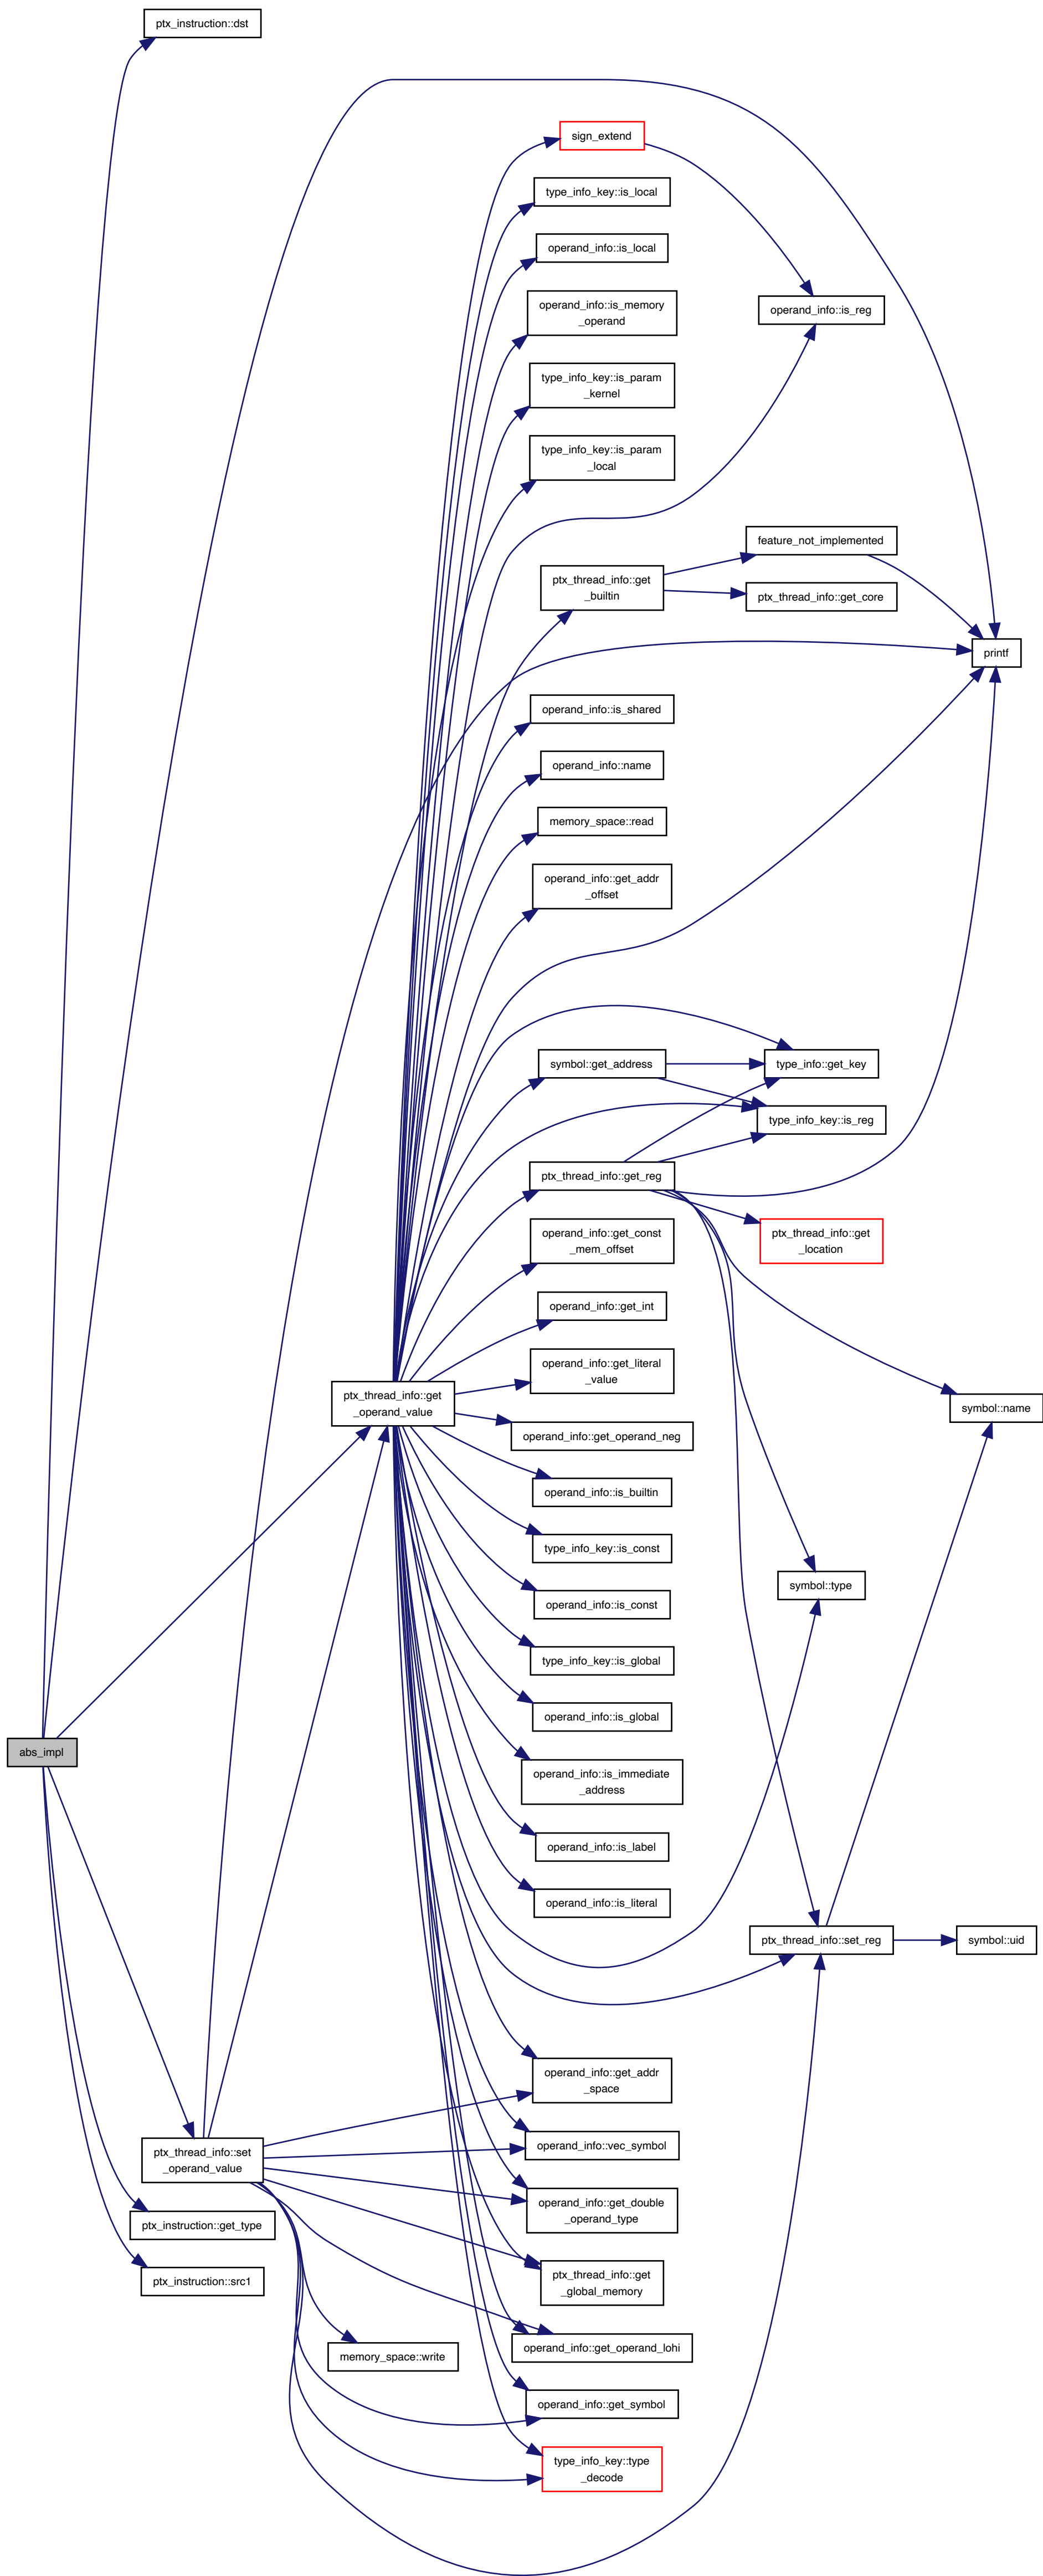 ptx_instruction::dst
sign_extend
type_info_key::is_local
operand_info::is_local
operand_info::is_memory
_operand
operand_info::is_reg
type_info_key::is_param
_kernel
type_info_key::is_param
_local
feature_not_implemented
ptx_thread_info::get
_builtin
ptx_thread_info::get_core
printf
operand_info::is_shared
operand_info::name
memory_space::read
operand_info::get_addr
_offset
symbol::get_address
type_info::get_key
type_info_key::is_reg
ptx_thread_info::get_reg
operand_info::get_const
_mem_offset
ptx_thread_info::get
_location
operand_info::get_int
operand_info::get_literal
_value
ptx_thread_info::get
_operand_value
symbol::name
operand_info::get_operand_neg
operand_info::is_builtin
type_info_key::is_const
symbol::type
operand_info::is_const
type_info_key::is_global
operand_info::is_global
abs_impl
operand_info::is_immediate
_address
operand_info::is_label
operand_info::is_literal
ptx_thread_info::set_reg
symbol::uid
operand_info::get_addr
_space
ptx_thread_info::set
_operand_value
operand_info::vec_symbol
operand_info::get_double
_operand_type
ptx_instruction::get_type
ptx_instruction::src1
ptx_thread_info::get
_global_memory
memory_space::write
operand_info::get_operand_lohi
operand_info::get_symbol
type_info_key::type
_decode